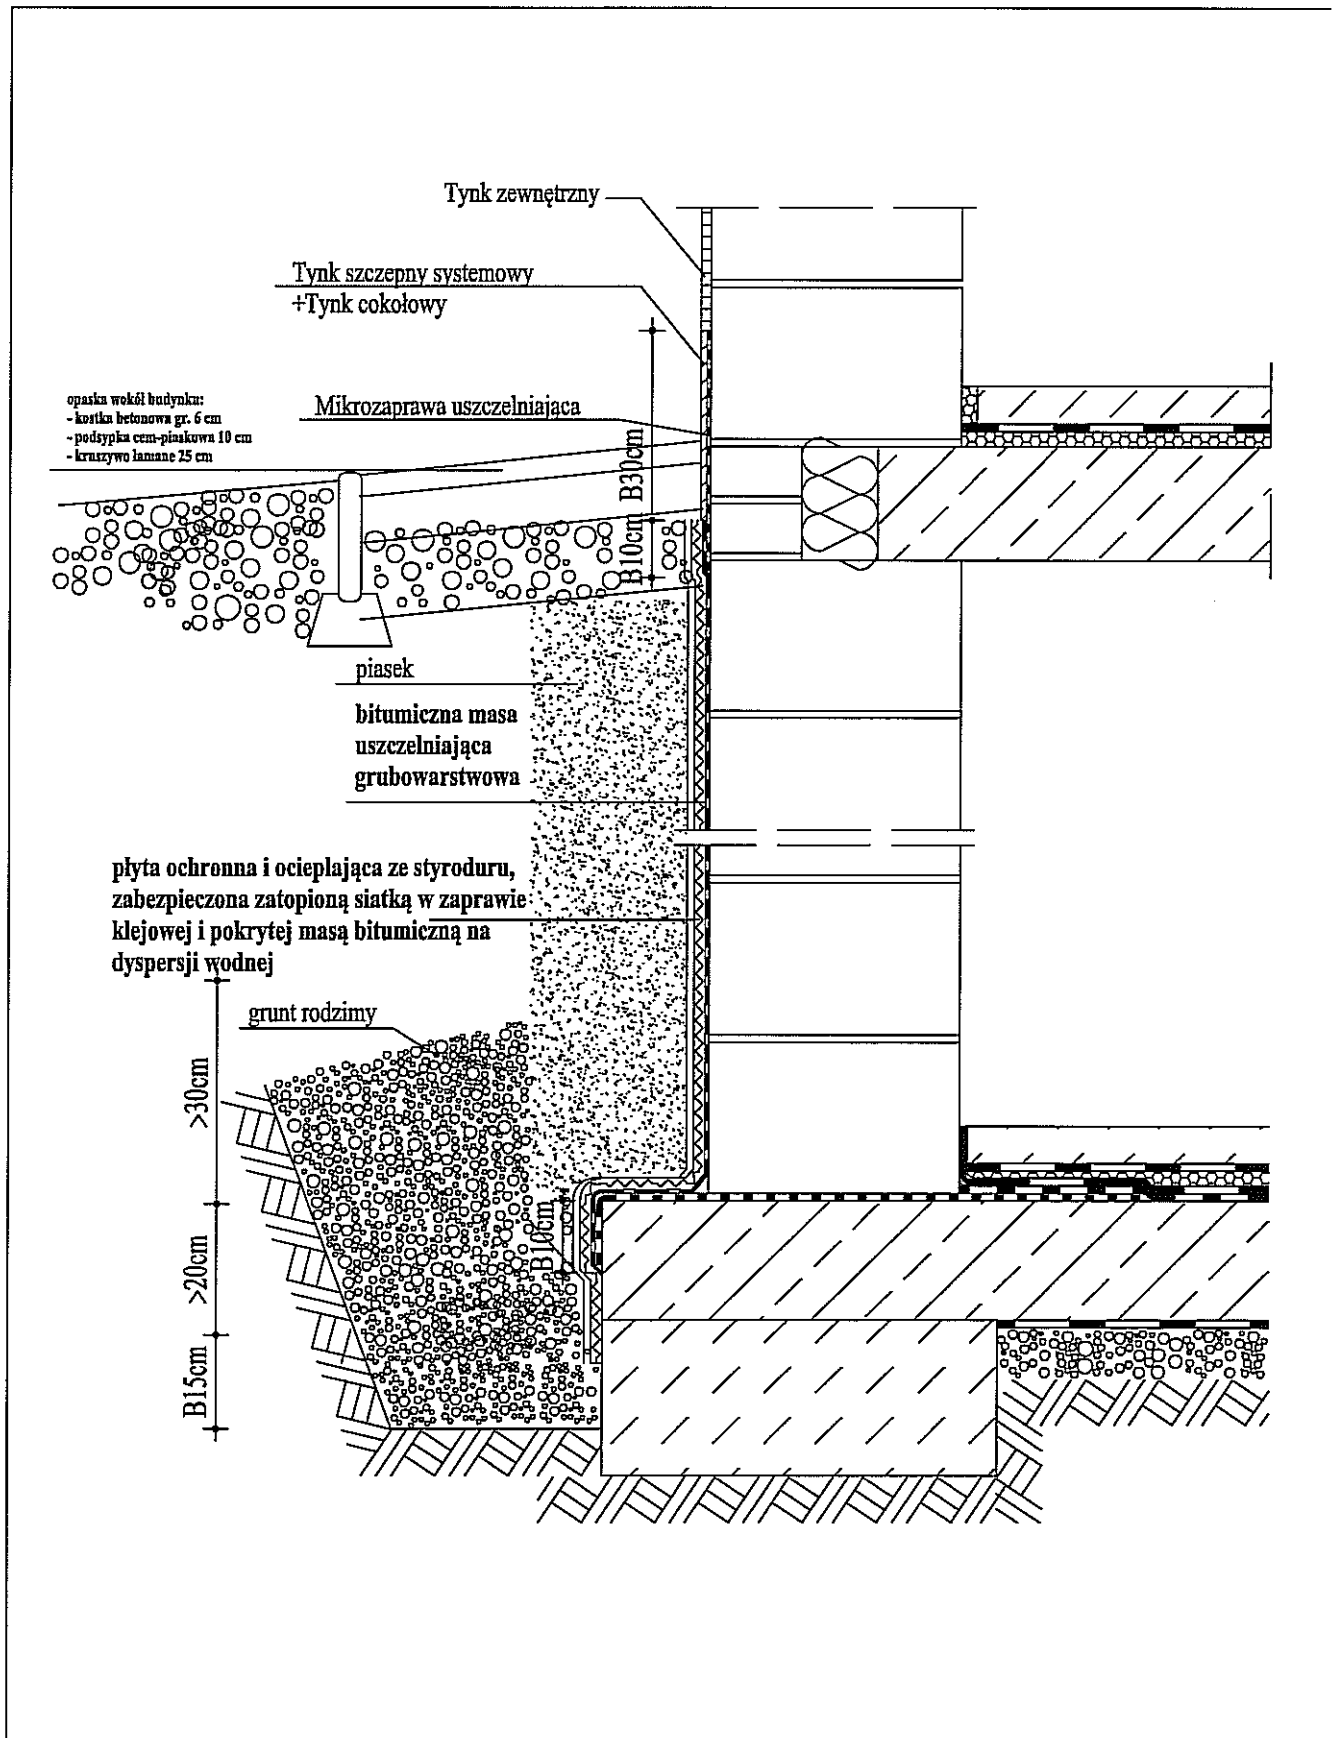 Tynk zewnętrzny
Tynk szczepny systemowy
+Tynk cokołowy
opaska wokół budynku:
- kostka betonowa gr. 6 cm
- podsypka cem-piaskowa 10 cm
- kruszywo łamane 25 cm
Mikrozaprawa uszczelniająca
B30cm
B10cm
piasek
bitumiczna masa
uszczelniająca
grubowarstwowa
płyta ochronna i ocieplająca ze styroduru,
zabezpieczona zatopioną siatką w zaprawie
klejowej i pokrytej masą bitumiczną na
dyspersji wodnej
grunt rodzimy
>30cm
B10cm
>20cm
B15cm